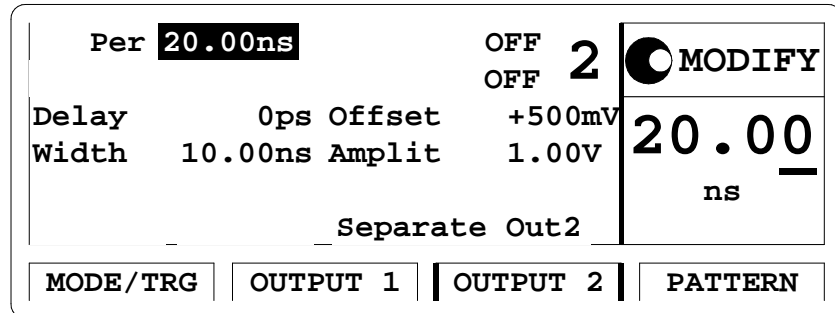 Per 20.00ns OFF 2 MODIFY
OFF
Delay 0ps Offset +500mV 20.00
Width 10.00ns Amplit 1.00V
ns
Separate Out2
MODE/TRG OUTPUT 1 OUTPUT 2 PATTERN